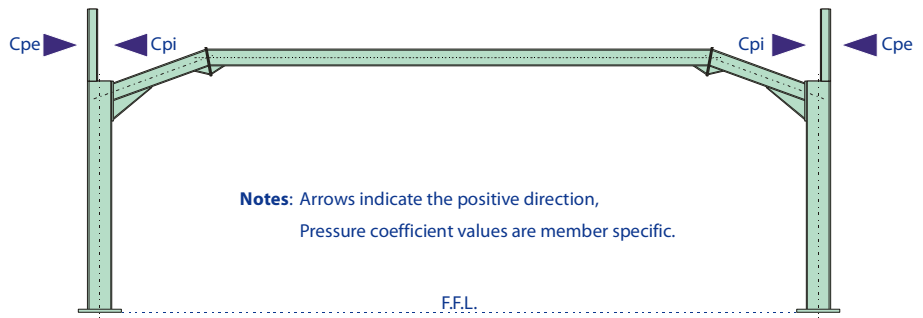 Cpe Cpi Cpi Cpe
Notes: Arrows indicate the positive direction,
Pressure coefficient values are member specific.
F.F.L.